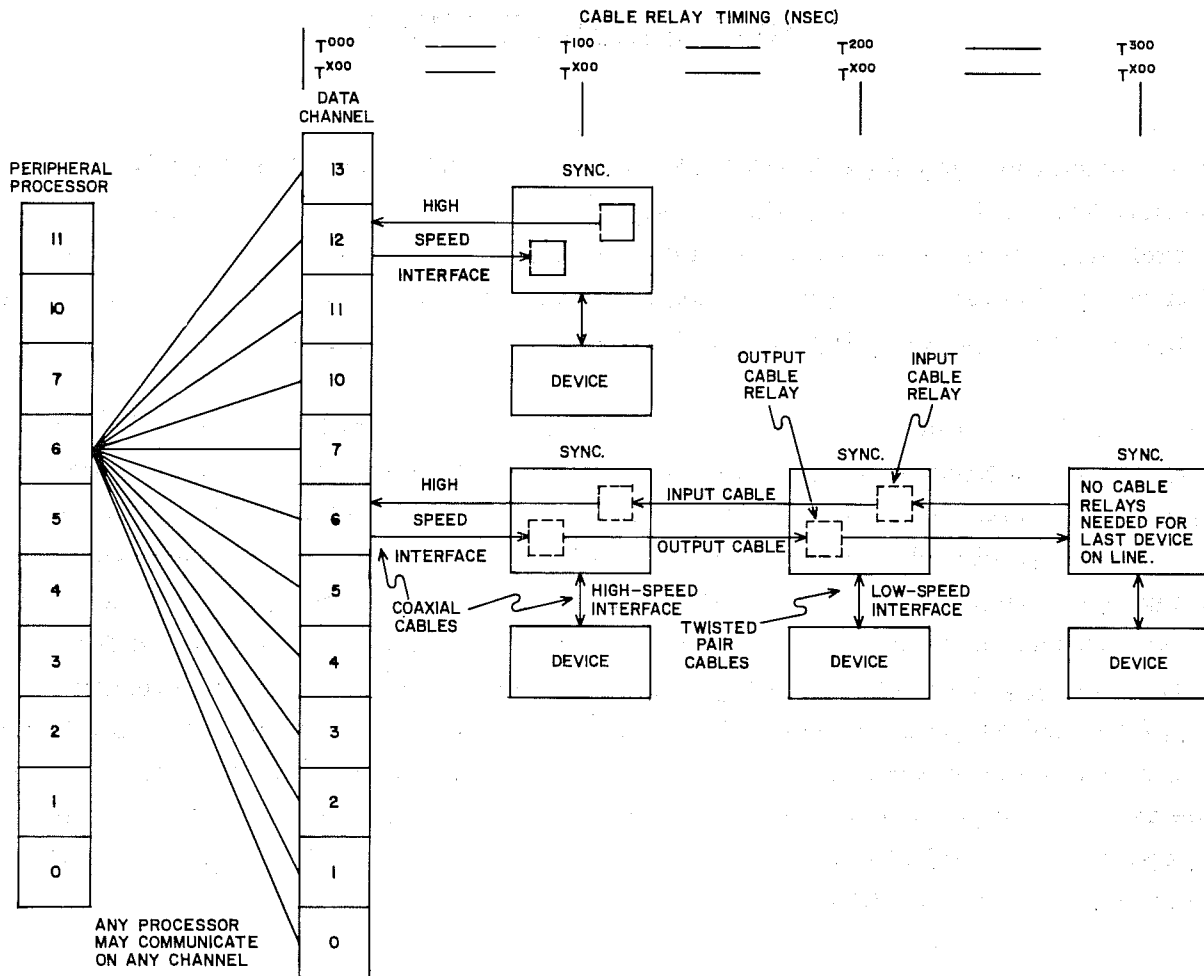 CABLE RELAY TIMING (NSEC)
T000 T100 T200 T300
TX00 TX00 TX00 TX00
DATA
CHANNEL
13
12
11
10
7
6
5
4
3
2
1
0
PERIPHERAL
PROCESSOR
11
10
7
6
5
4
3
2
1
0
ANY PROCESSOR
MAY COMMUNICATE
ON ANY CHANNEL
SYNC.
HIGH
SPEED
INTERFACE
DEVICE
OUTPUT
CABLE
RELAY
INPUT
CABLE
RELAY
SYNC.
HIGH
SPEED
INTERFACE
INPUT CABLE
OUTPUT CABLE
SYNC.
SYNC.
NO CABLE
RELAYS
NEEDED FOR
LAST DEVICE
ON LINE.
COAXIAL
CABLES
HIGH-SPEED
INTERFACE
TWISTED
PAIR
CABLES
LOW-SPEED
INTERFACE
DEVICE
DEVICE
DEVICE